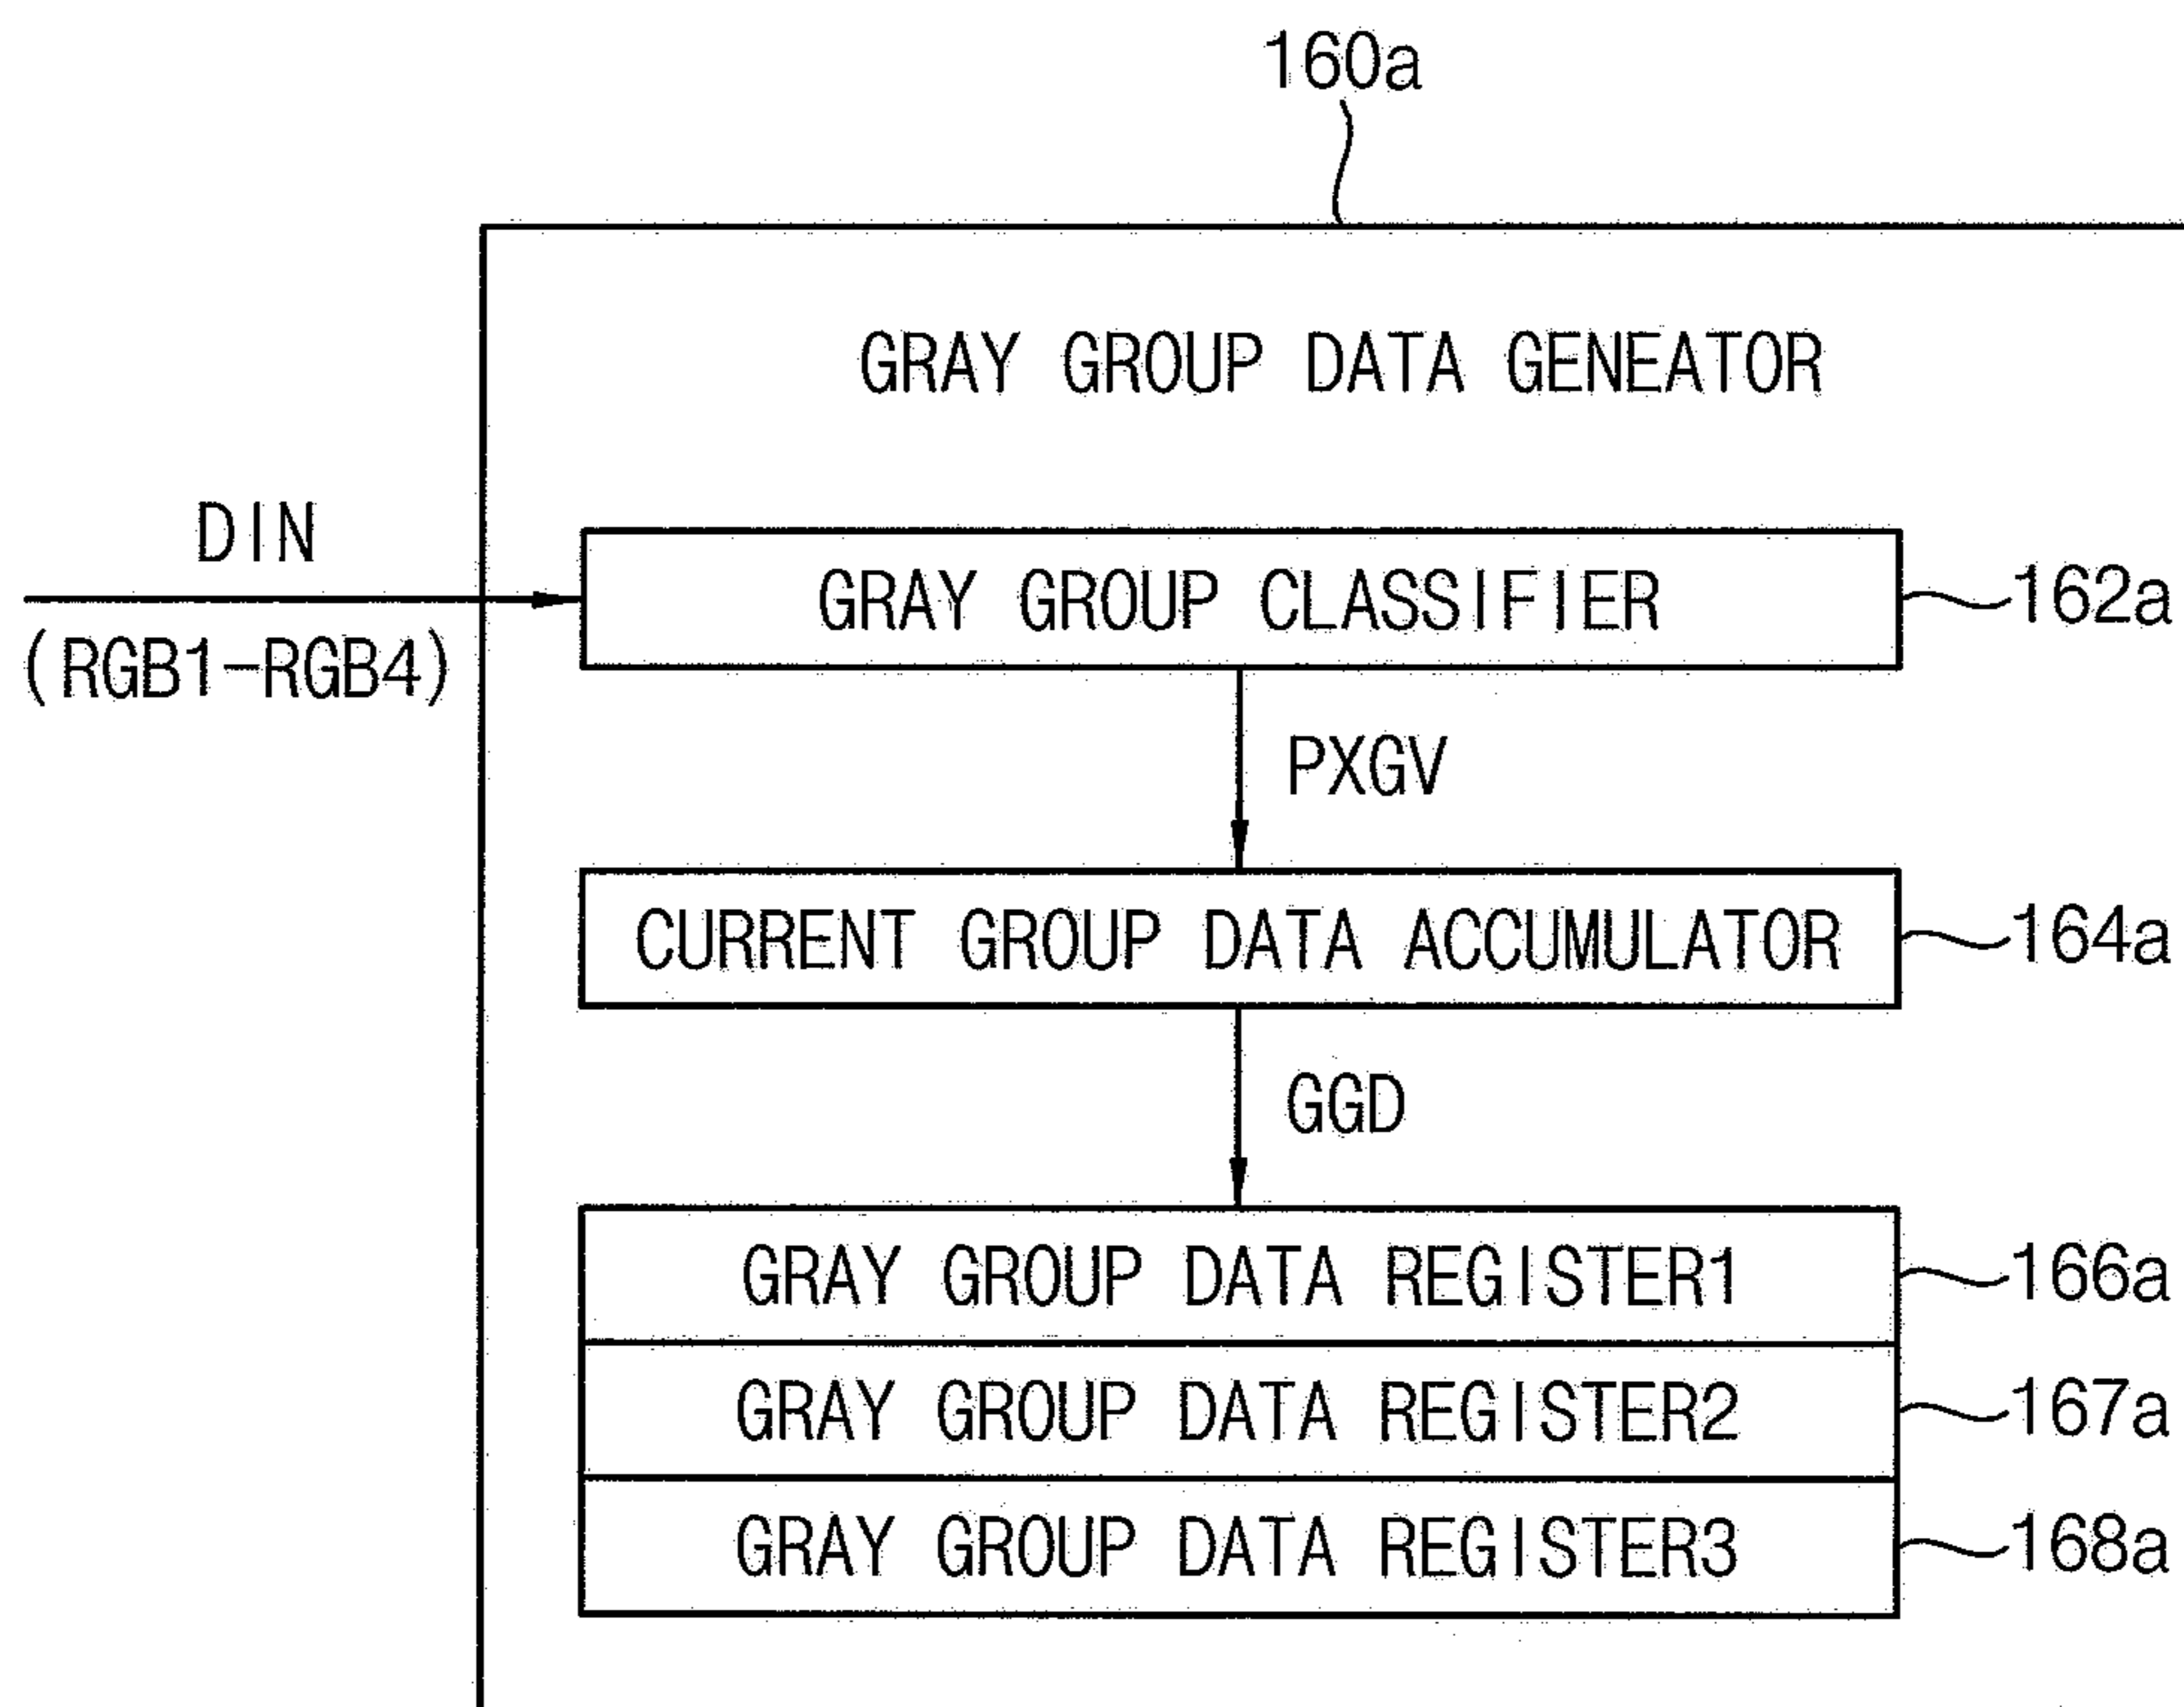 160a
GRAY GROUP DATA GENEATOR
DIN
(RGB1-RGB4)
GRAY GROUP CLASSIFIER
162a
PXGV
CURRENT GROUP DATA ACCUMULATOR
164a
GGD
GRAY GROUP DATA REGISTER1
166a
GRAY GROUP DATA REGISTER2
167a
GRAY GROUP DATA REGISTER3
168a